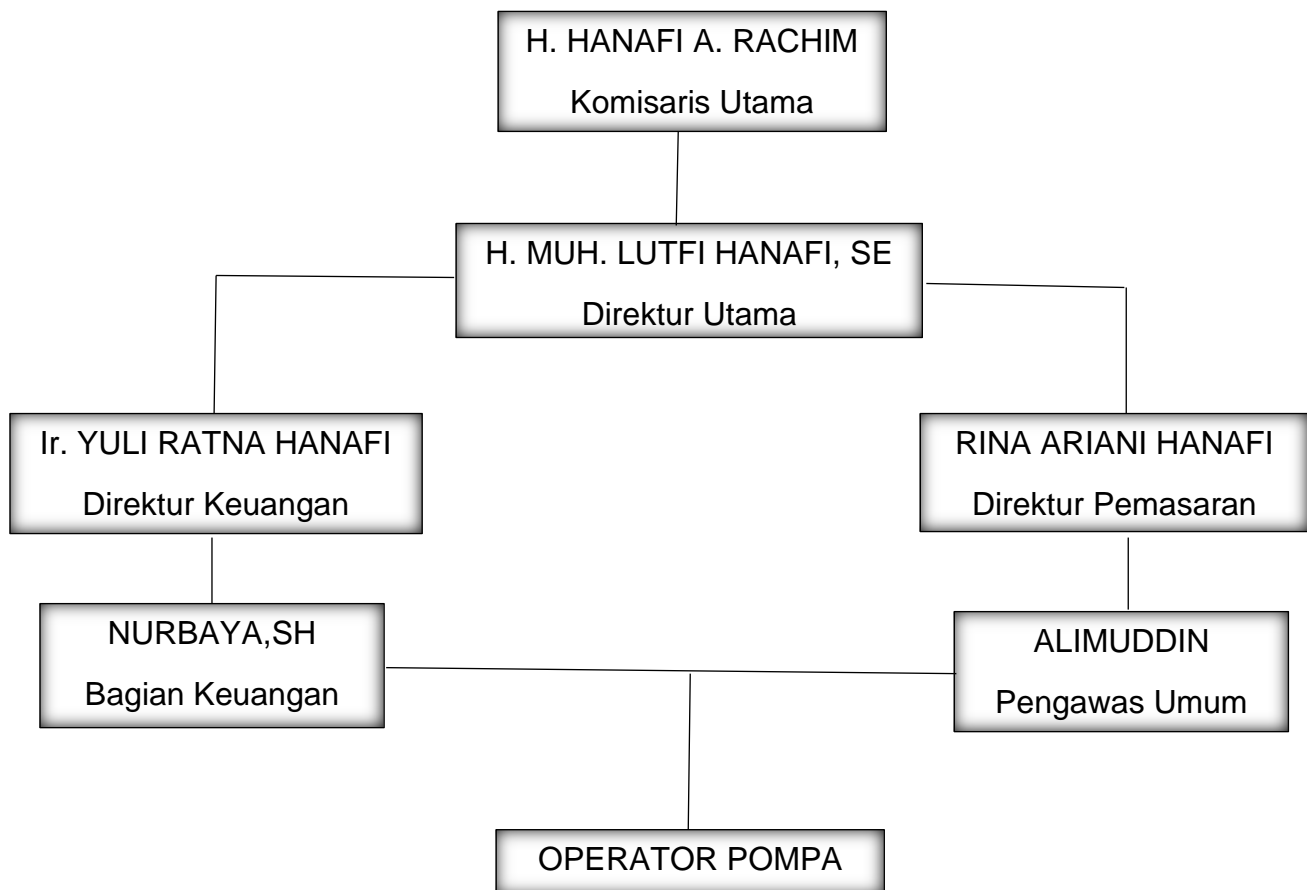 H. HANAFI A. RACHIM
Komisaris Utama
H. MUH. LUTFI HANAFI, SE
Direktur Utama
Ir. YULI RATNA HANAFI
Direktur Keuangan
RINA ARIANI HANAFI
Direktur Pemasaran
NURBAYA,SH
Bagian Keuangan
ALIMUDDIN
Pengawas Umum
OPERATOR POMPA